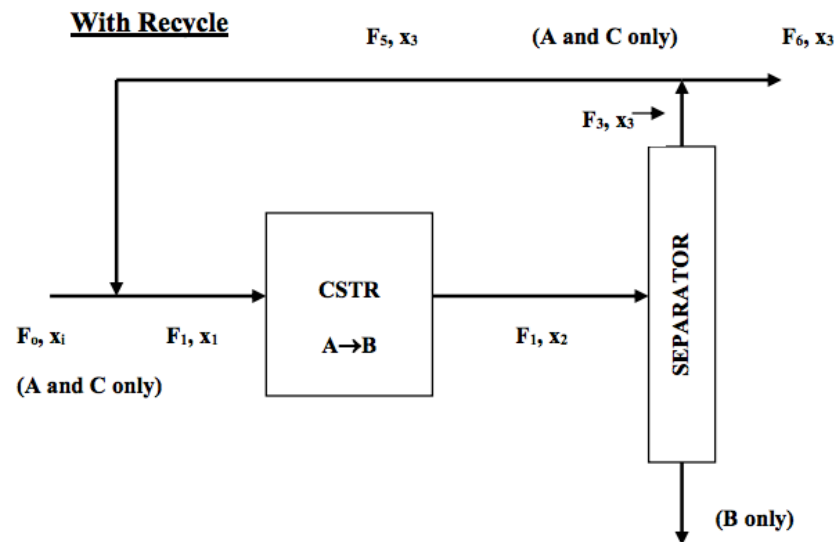 With Recycle
F₅, x₃
(A and C only)
F₆, x₃
F₃, x₃
CSTR
A→B
SEPARATOR
Fₒ, xᵢ
F₁, x₁
F₁, x₂
(A and C only)
(B only)